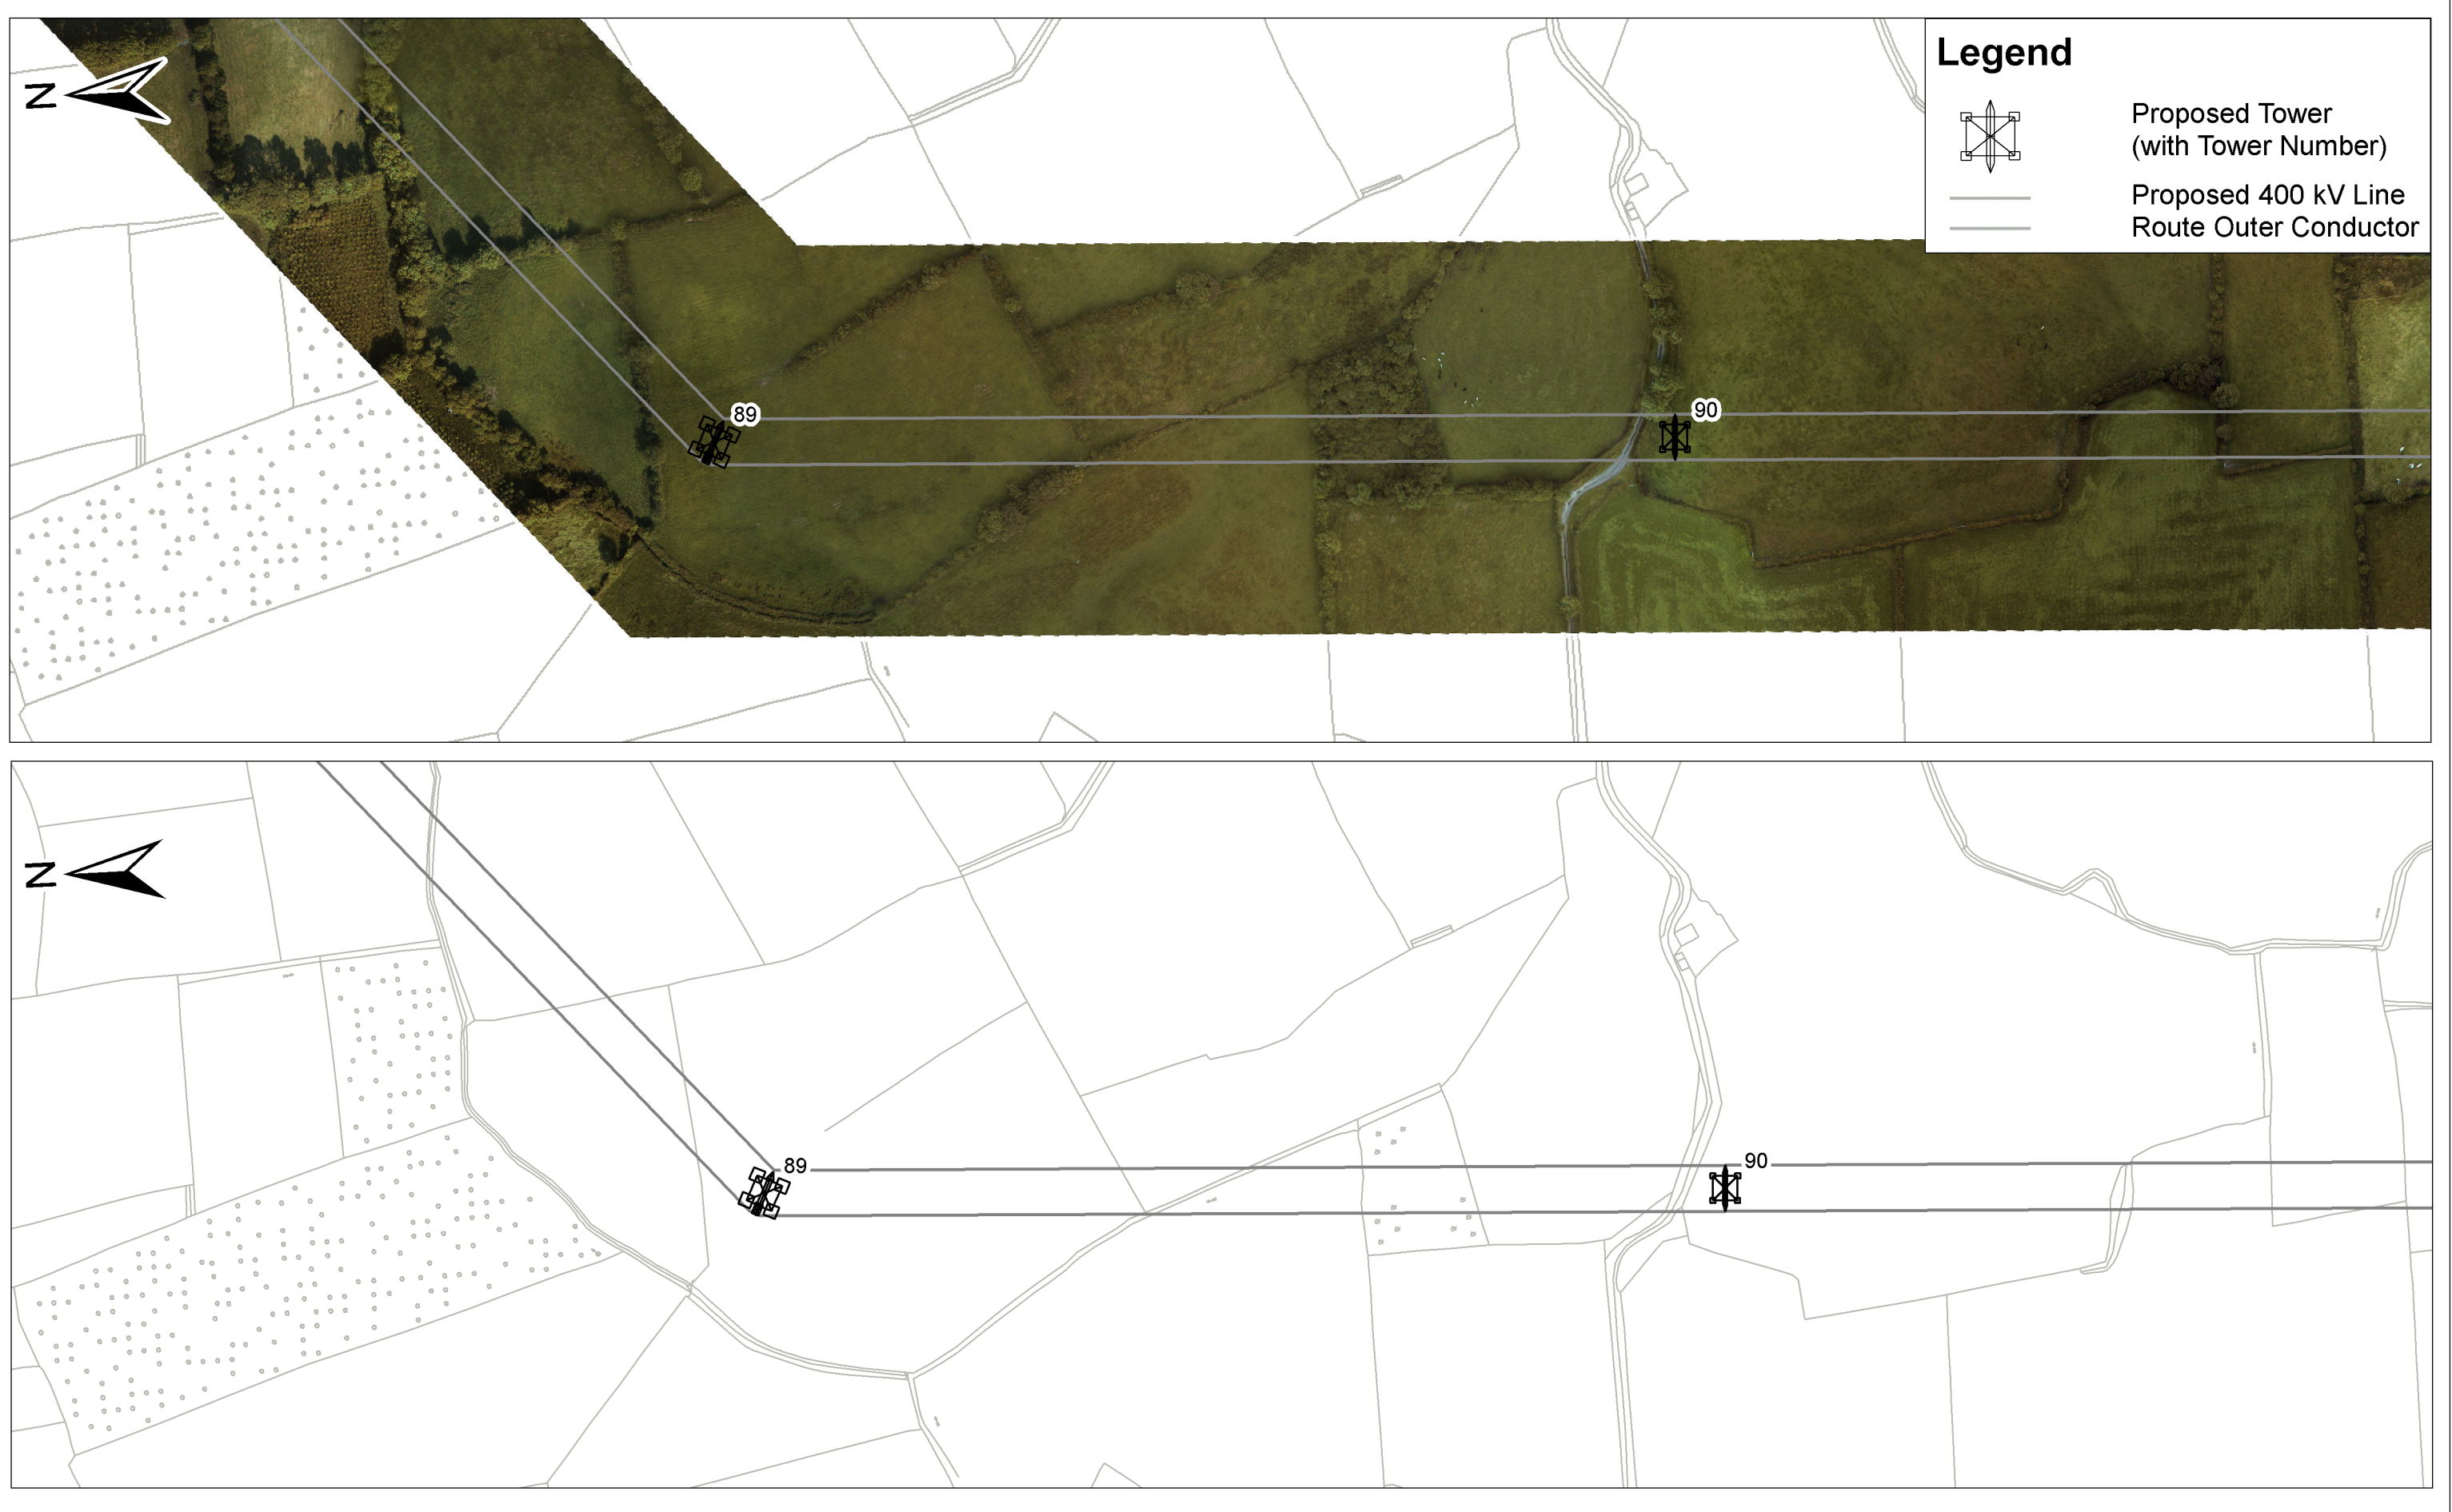 N
Legend
Proposed Tower
(with Tower Number)
Proposed 400 kV Line
Route Outer Conductor
89
90
N
89
90